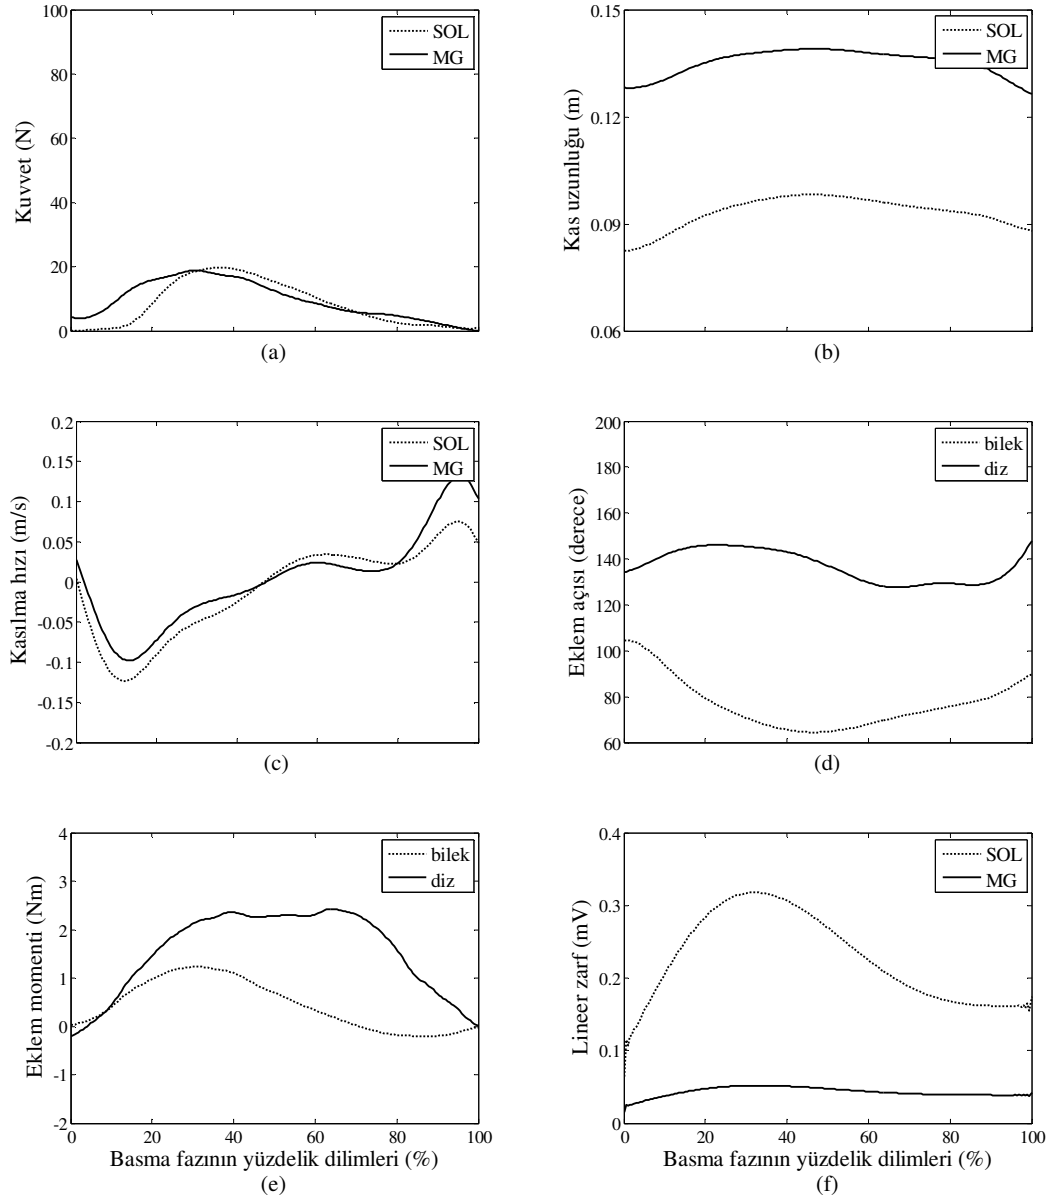 100
80
60
40
20
0
Kuvvet (N)
SOL
MG
(a)
0.15
0.12
0.09
0.06
Kas uzunluğu (m)
SOL
MG
(b)
0.2
0.15
0.1
0.05
0
-0.05
-0.1
-0.15
-0.2
Kasılma hızı (m/s)
SOL
MG
(c)
200
180
160
140
120
100
80
60
Eklem açısı (derece)
bilek
diz
(d)
4
3
2
1
0
-1
-2
Eklem momenti (Nm)
bilek
diz
0 20 40 60 80 100
Basma fazının yüzdelik dilimleri (%)
(e)
0.4
0.3
0.2
0.1
0
Lineer zarf (mV)
SOL
MG
0 20 40 60 80 100
Basma fazının yüzdelik dilimleri (%)
(f)